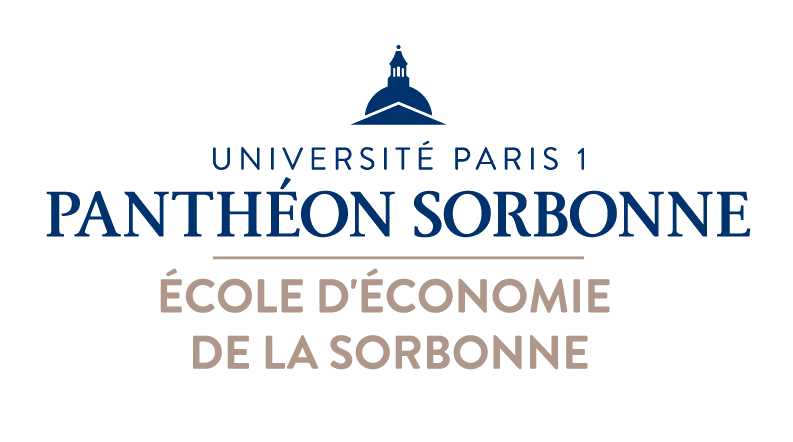 UNIVERSITÉ PARIS 1
PANTHÉON SORBONNE
ÉCOLE D'ÉCONOMIE
DE LA SORBONNE